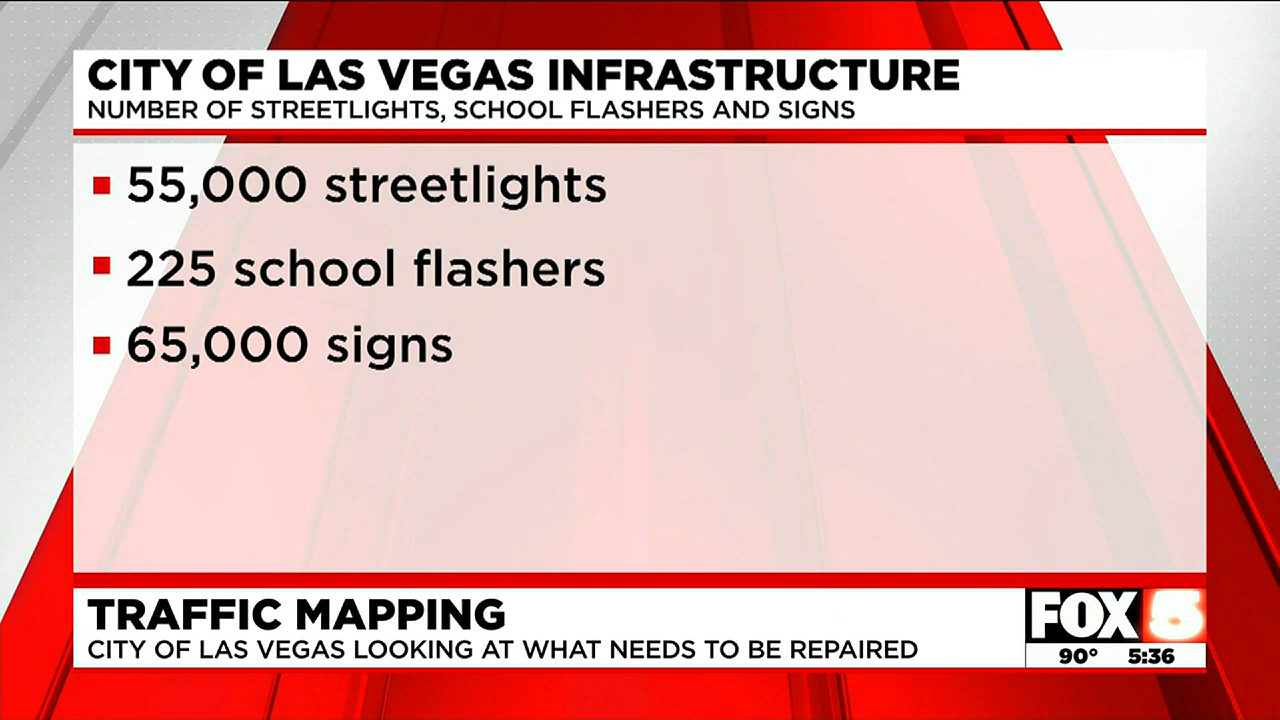 CITY OF LAS VEGAS INFRASTRUCTURE
NUMBER OF STREETLIGHTS, SCHOOL FLASHERS AND SIGNS
55,000 streetlights
225 school flashers
65,000 signs
TRAFFIC MAPPING
CITY OF LAS VEGAS LOOKING AT WHAT NEEDS TO BE REPAIRED
FOX 5
90° 5:36